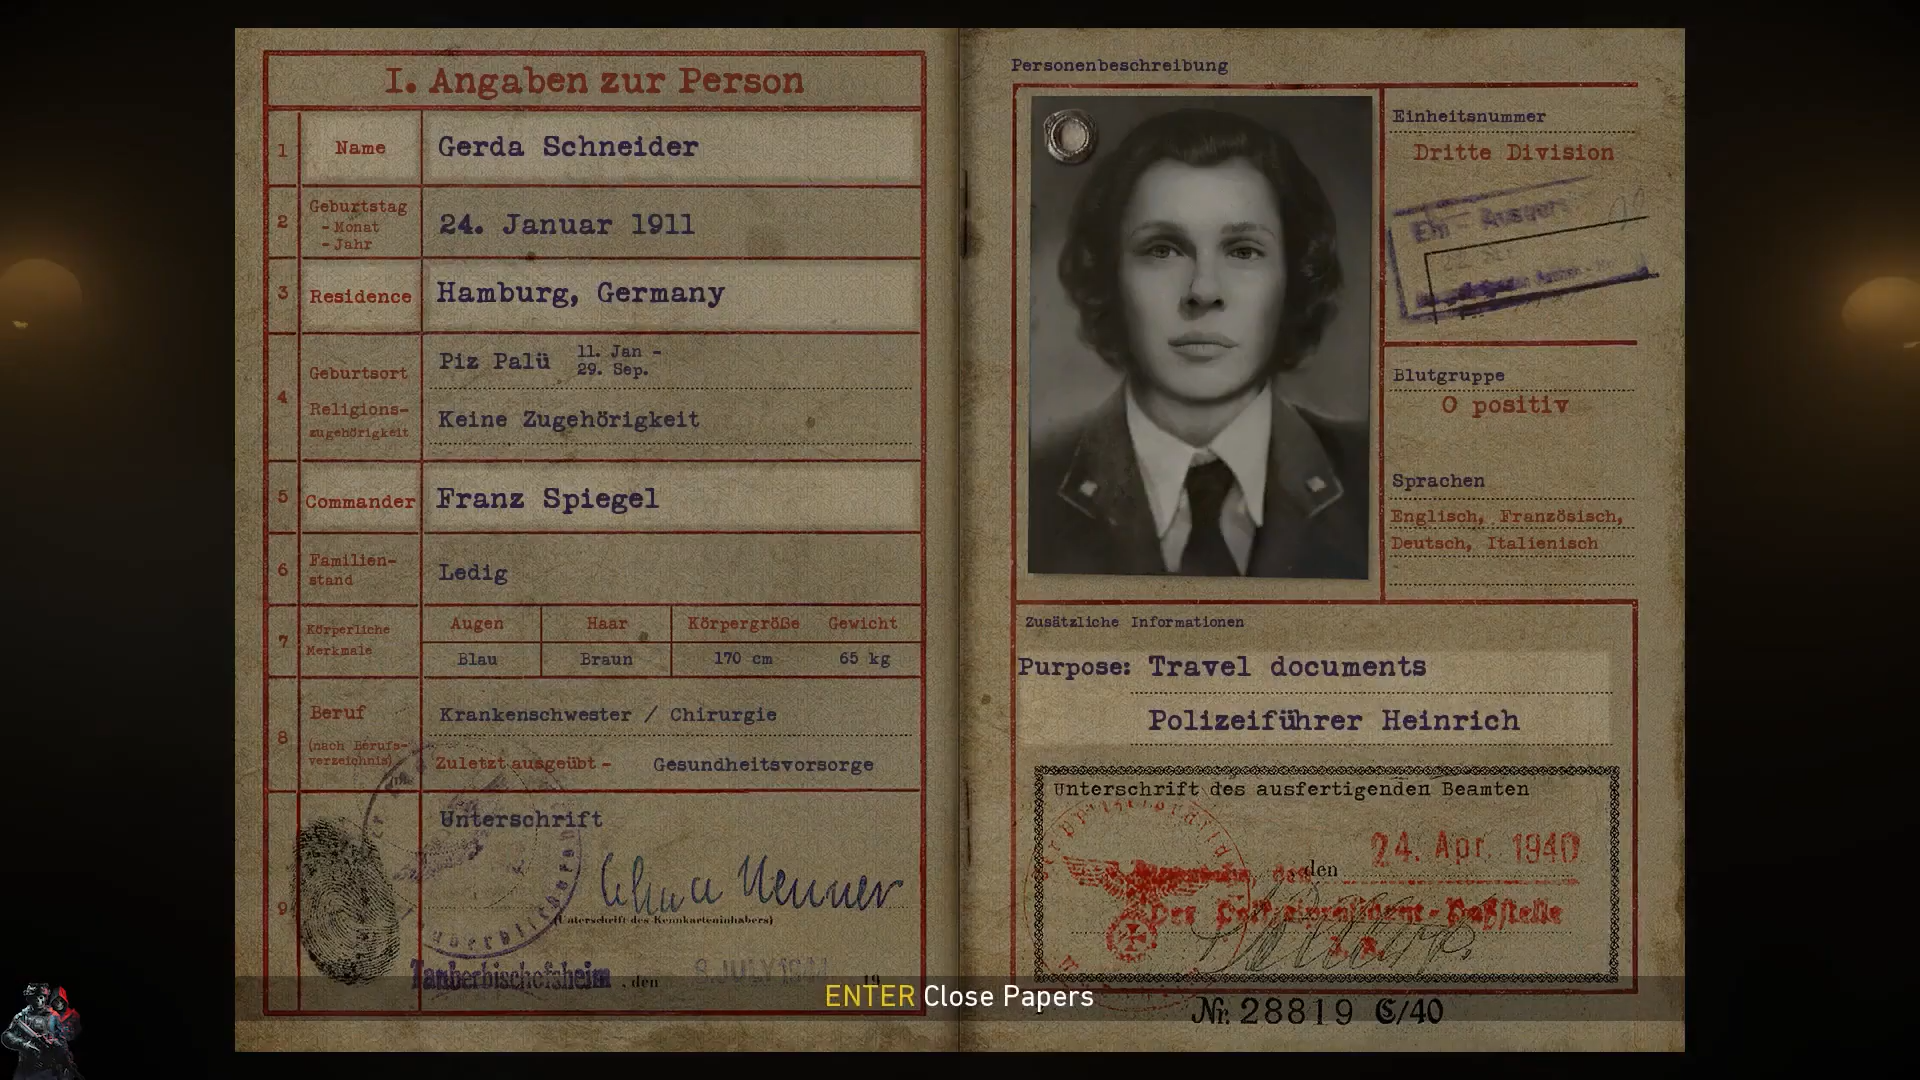 I. Angaben zur Person
1 Name Gerda Schneider
2 Geburtstag
- Monat
- Jahr
24. Januar 1911
3 Residence Hamburg, Germany
4 Geburtsort
Piz Palü 11. Jan -
29. Sep.
Religions-
zugehörigkeit
Keine Zugehörigkeit
5 Commander Franz Spiegel
6 Familien-
stand
Ledig
7 Körperliche
Merkmale
Augen Haar Körpergröße Gewicht
Blau Braun 170 cm 65 kg
8 Beruf
(nach Berufs-
verzeichnis)
Krankenschwester / Chirurgie
Zuletzt ausgeübt - Gesundheitsvorsorge
9 Unterschrift
(Unterschrift des Kennkarteninhabers)
Tauberbischofsheim, den 19
Personenbeschreibung
Einheitsnummer
Dritte Division
Blutgruppe
O positiv
Sprachen
Englisch, Französisch,
Deutsch, Italienisch
Zusätzliche Informationen
Purpose: Travel documents
Polizeiführer Heinrich
Unterschrift des ausfertigenden Beamten
den 24. Apr. 1940
Nr. 28819 C/40
ENTER Close Papers